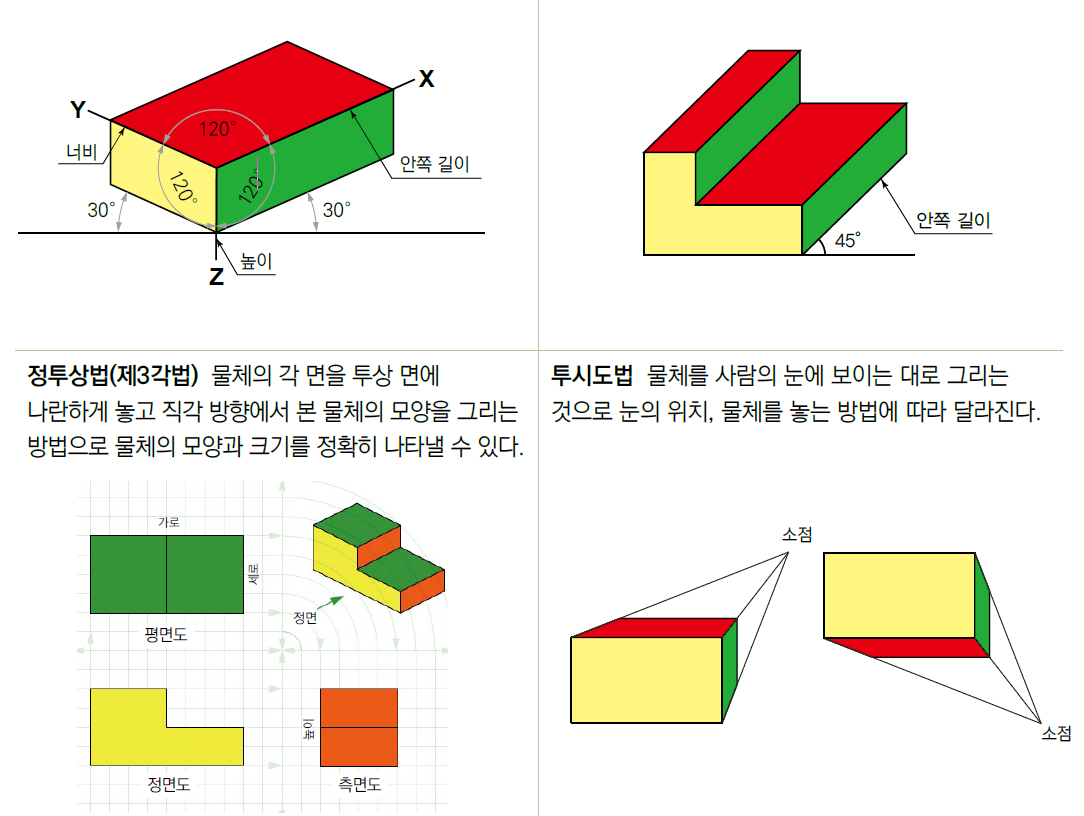 Y
X
120°
120°
120°
너비
안쪽 길이
30°
30°
높이
Z
안쪽 길이
45°
정투상법(제3각법) 물체의 각 면을 투상 면에
나란하게 놓고 직각 방향에서 본 물체의 모양을 그리는
방법으로 물체의 모양과 크기를 정확히 나타낼 수 있다.
가로
세로
정면
평면도
높이
정면도
측면도
투시도법 물체를 사람의 눈에 보이는 대로 그리는
것으로 눈의 위치, 물체를 놓는 방법에 따라 달라진다.
소점
소점